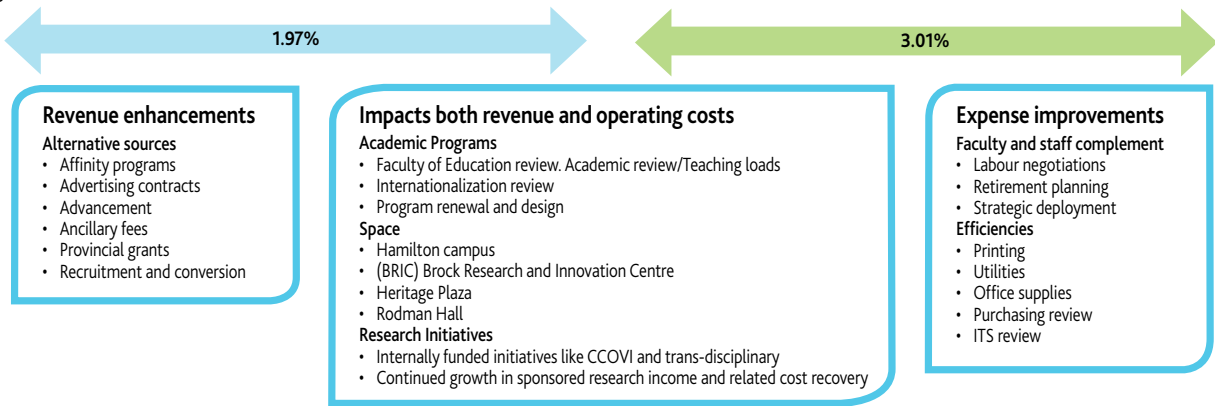 1.97%
3.01%
Revenue enhancements
Alternative sources
• Affinity programs
• Advertising contracts
• Advancement
• Ancillary fees
• Provincial grants
• Recruitment and conversion
Impacts both revenue and operating costs
Academic Programs
• Faculty of Education review. Academic review/Teaching loads
• Internationalization review
• Program renewal and design
Space
• Hamilton campus
• (BRIC) Brock Research and Innovation Centre
• Heritage Plaza
• Rodman Hall
Research Initiatives
• Internally funded initiatives like CCOVI and trans-disciplinary
• Continued growth in sponsored research income and related cost recovery
Expense improvements
Faculty and staff complement
• Labour negotiations
• Retirement planning
• Strategic deployment
Efficiencies
• Printing
• Utilities
• Office supplies
• Purchasing review
• ITS review